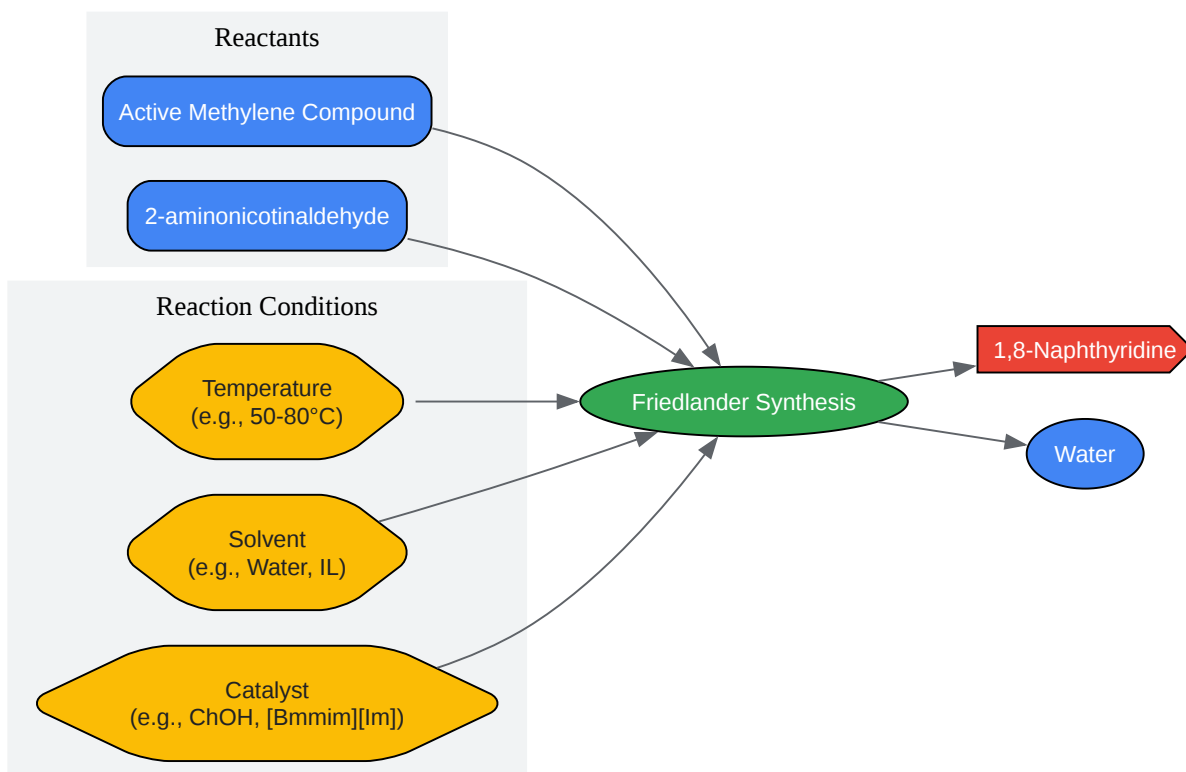 Reactants
Active Methylene Compound
2-aminonicotinaldehyde
Reaction Conditions
Temperature
(e.g., 50-80°C)
Solvent
(e.g., Water, IL)
Catalyst
(e.g., ChOH, [Bmmim][Im])
Friedlander Synthesis
1,8-Naphthyridine
Water